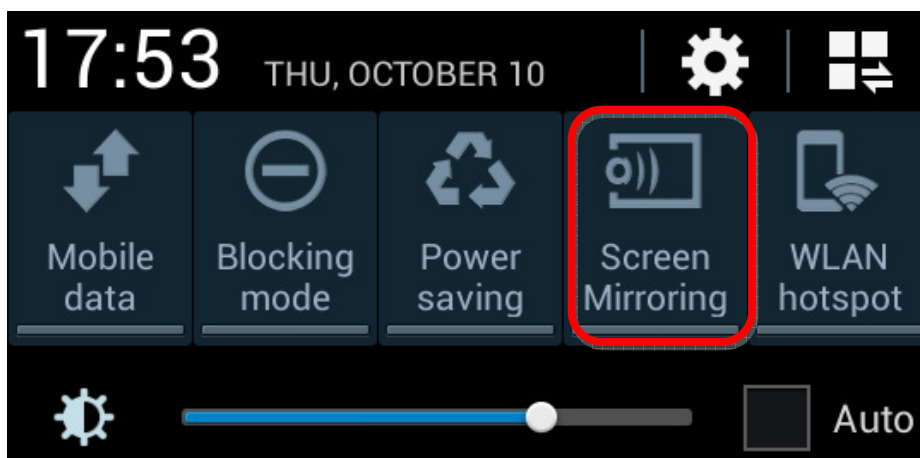 17:53 THU, OCTOBER 10
Mobile data
Blocking mode
Power saving
Screen Mirroring
WLAN hotspot
Auto